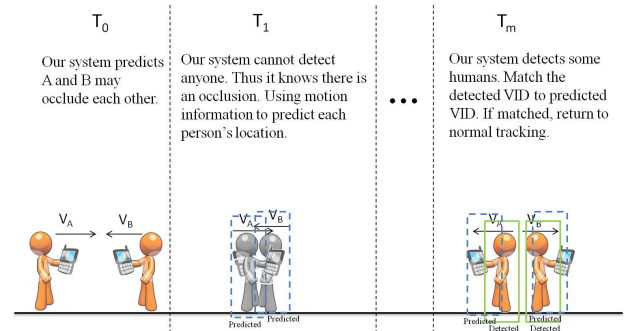 T0
Our system predicts
A and B may
occlude each other.
VA
VB
T1
Our system cannot detect
anyone. Thus it knows there is
an occlusion. Using motion
information to predict each
person's location.
VA
VB
Predicted
Predicted
•••
Tm
Our system detects some
humans. Match the
detected VID to predicted
VID. If matched, return to
normal tracking.
VA
VB
Predicted
Detected
Predicted
Detected